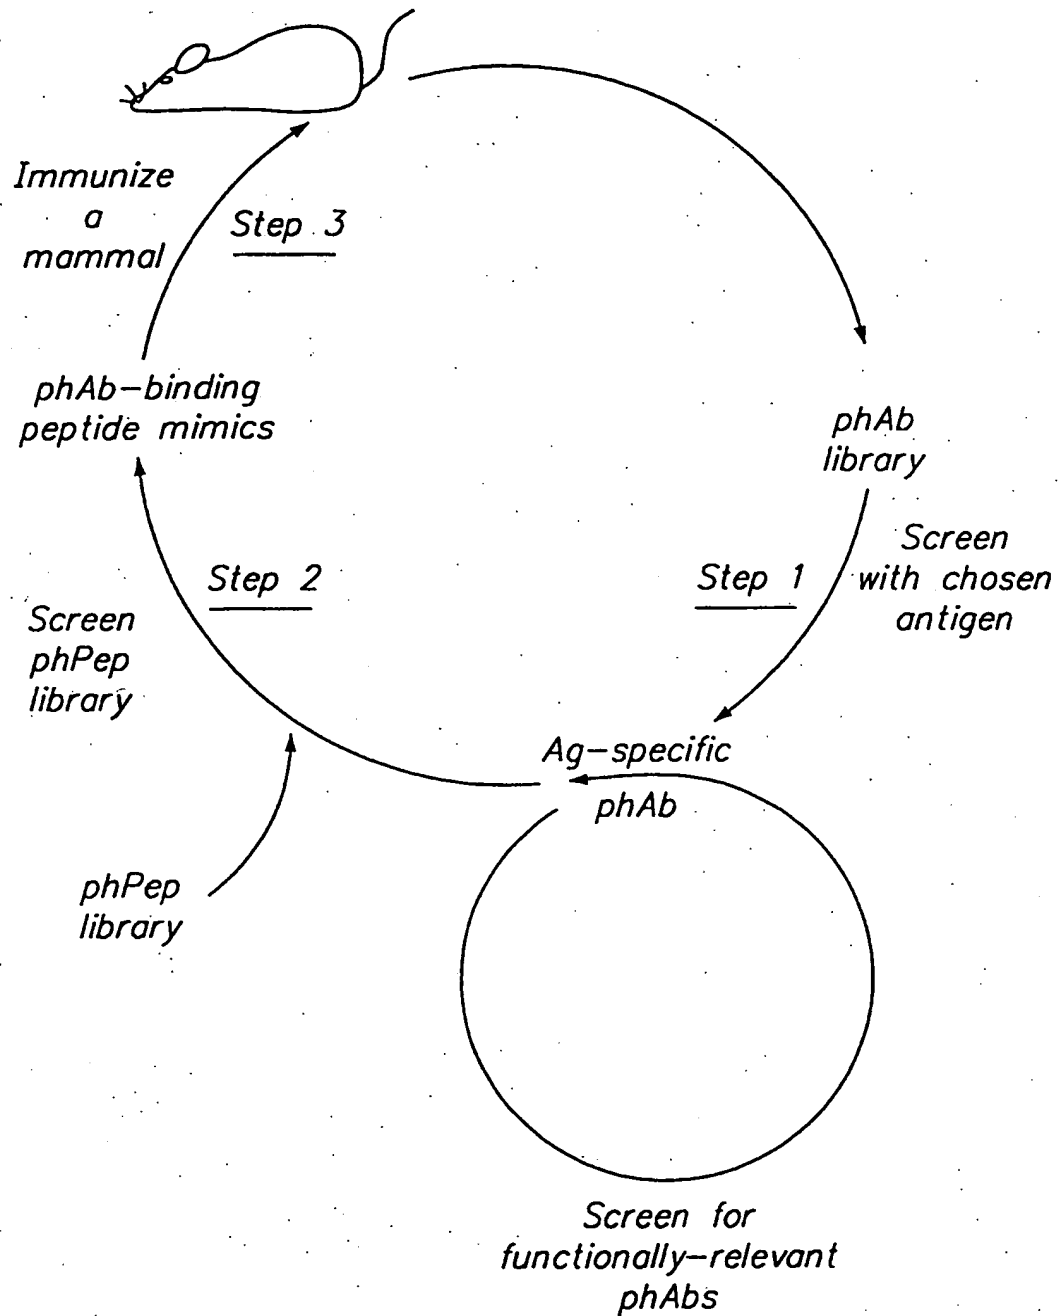 Immunize
a
mammal
Step 3
phAb-binding
peptide mimics
phAb
library
Screen
with chosen
antigen
Step 1
Step 2
Screen
phPep
library
Ag-specific
phAb
phPep
library
Screen for
functionally-relevant
phAbs